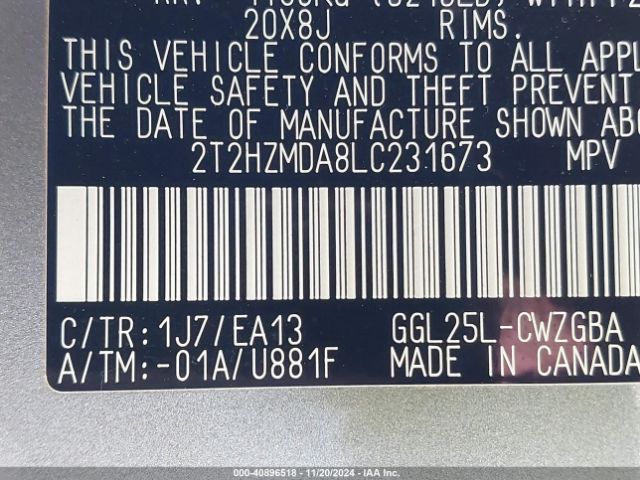 20X8J RIMS.
THIS VEHICLE CONFORMS TO ALL APPL
VEHICLE SAFETY AND THEFT PREVENT
THE DATE OF MANUFACTURE SHOWN ABO
2T2HZMDA8LC231673 MPV
C/TR: 1J7/EA13 GGL25L-CWZGBA
A/TM:-01A/U881F MADE IN CANADA
000-40896518 - 11/20/2024 - IAA Inc.